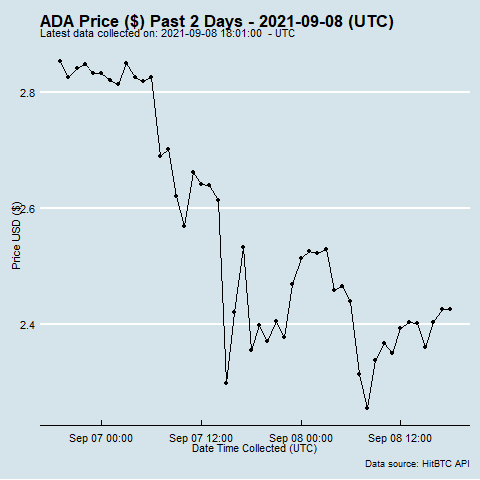 ADA Price ($) Past 2 Days - 2021-09-08 (UTC)
Latest data collected on: 2021-09-08 18:01:00 - UTC
2.8
2.6
2.4
Price USD ($)
Sep 07 00:00 Sep 07 12:00 Sep 08 00:00 Sep 08 12:00
Date Time Collected (UTC)
Data source: HitBTC API